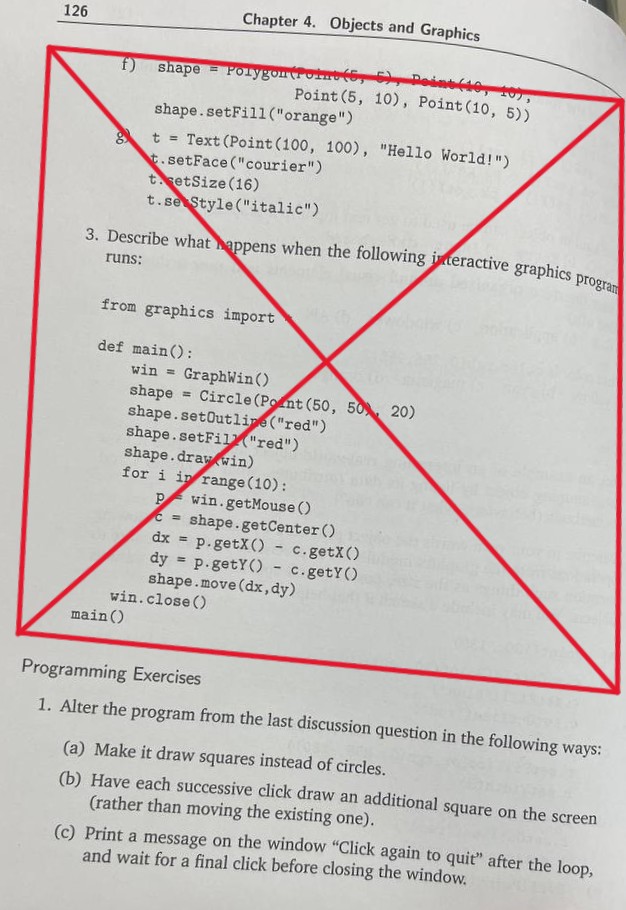 126
Chapter 4. Objects and Graphics
f) shape = Polygon(Point(5, 5), Point(10, 10),
Point(5, 10), Point(10, 5))
shape.setFill("orange")
g) t = Text(Point(100, 100), "Hello World!")
t.setFace("courier")
t.setSize(16)
t.setStyle("italic")
3. Describe what happens when the following interactive graphics program
runs:
from graphics import *
def main():
win = GraphWin()
shape = Circle(Point(50, 50), 20)
shape.setOutline("red")
shape.setFill("red")
shape.draw(win)
for i in range(10):
p = win.getMouse()
c = shape.getCenter()
dx = p.getX() - c.getX()
dy = p.getY() - c.getY()
shape.move(dx,dy)
win.close()
main()
Programming Exercises
1. Alter the program from the last discussion question in the following ways:
(a) Make it draw squares instead of circles.
(b) Have each successive click draw an additional square on the screen
(rather than moving the existing one).
(c) Print a message on the window "Click again to quit" after the loop,
and wait for a final click before closing the window.